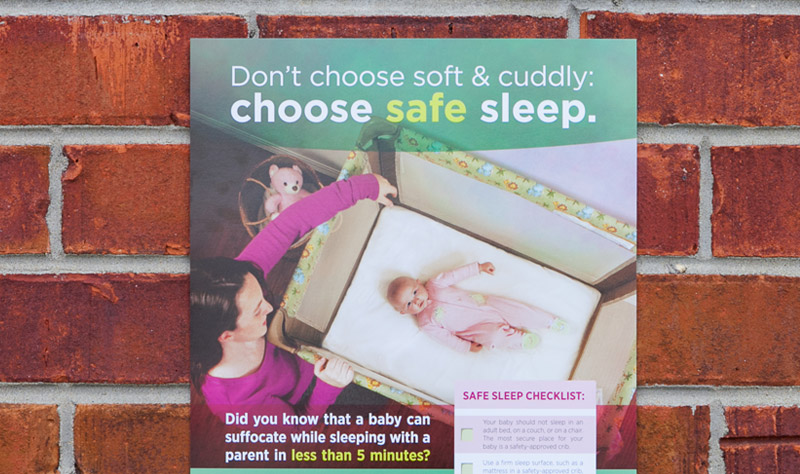 Don't choose soft & cuddly:
choose safe sleep.
Did you know that a baby can
suffocate while sleeping with a
parent in less than 5 minutes?
SAFE SLEEP CHECKLIST:
Your baby should not sleep in an
adult bed, on a couch, or on a chair.
The most secure place for your
baby is a safety-approved crib.
Use a firm sleep surface, such as a
mattress in a safety-approved crib,